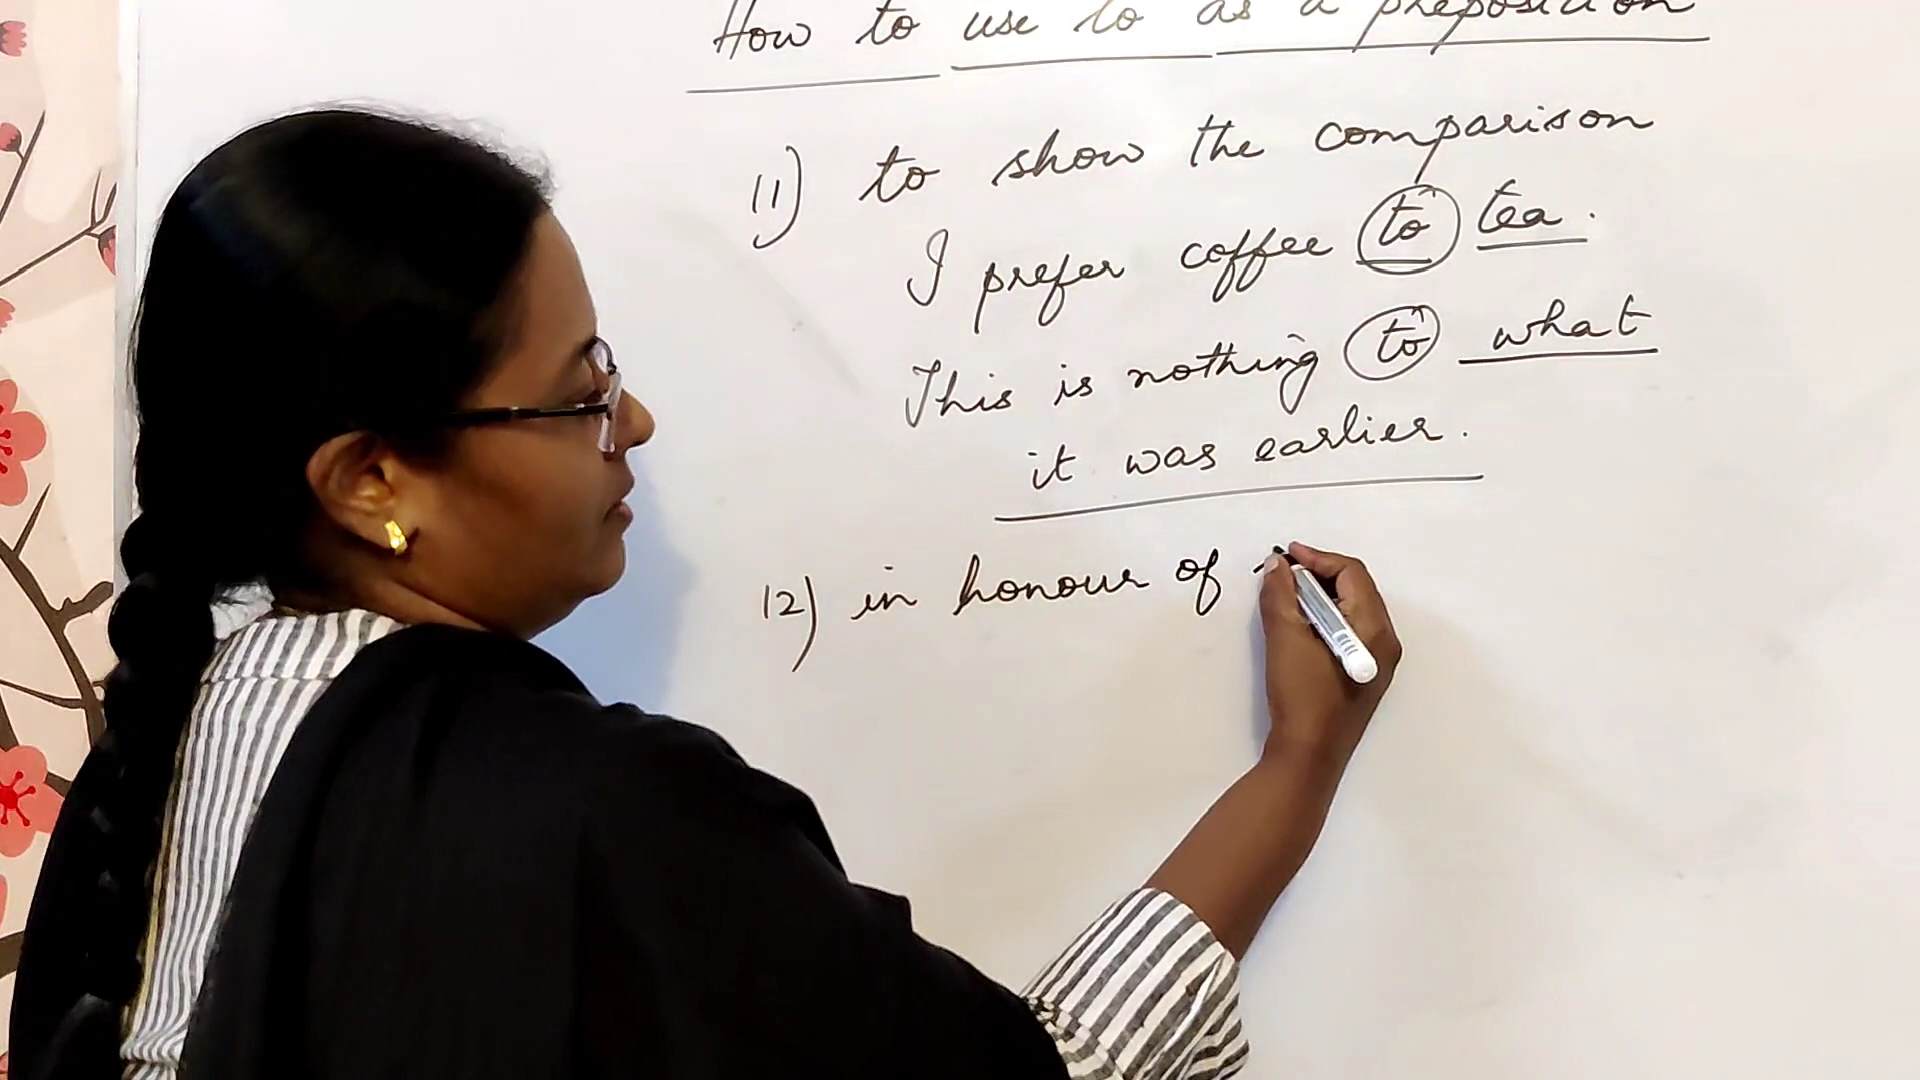 How to use to as a preposition
11) to show the comparison
I prefer coffee to tea.
This is nothing to what
it was earlier.
12) in honour of